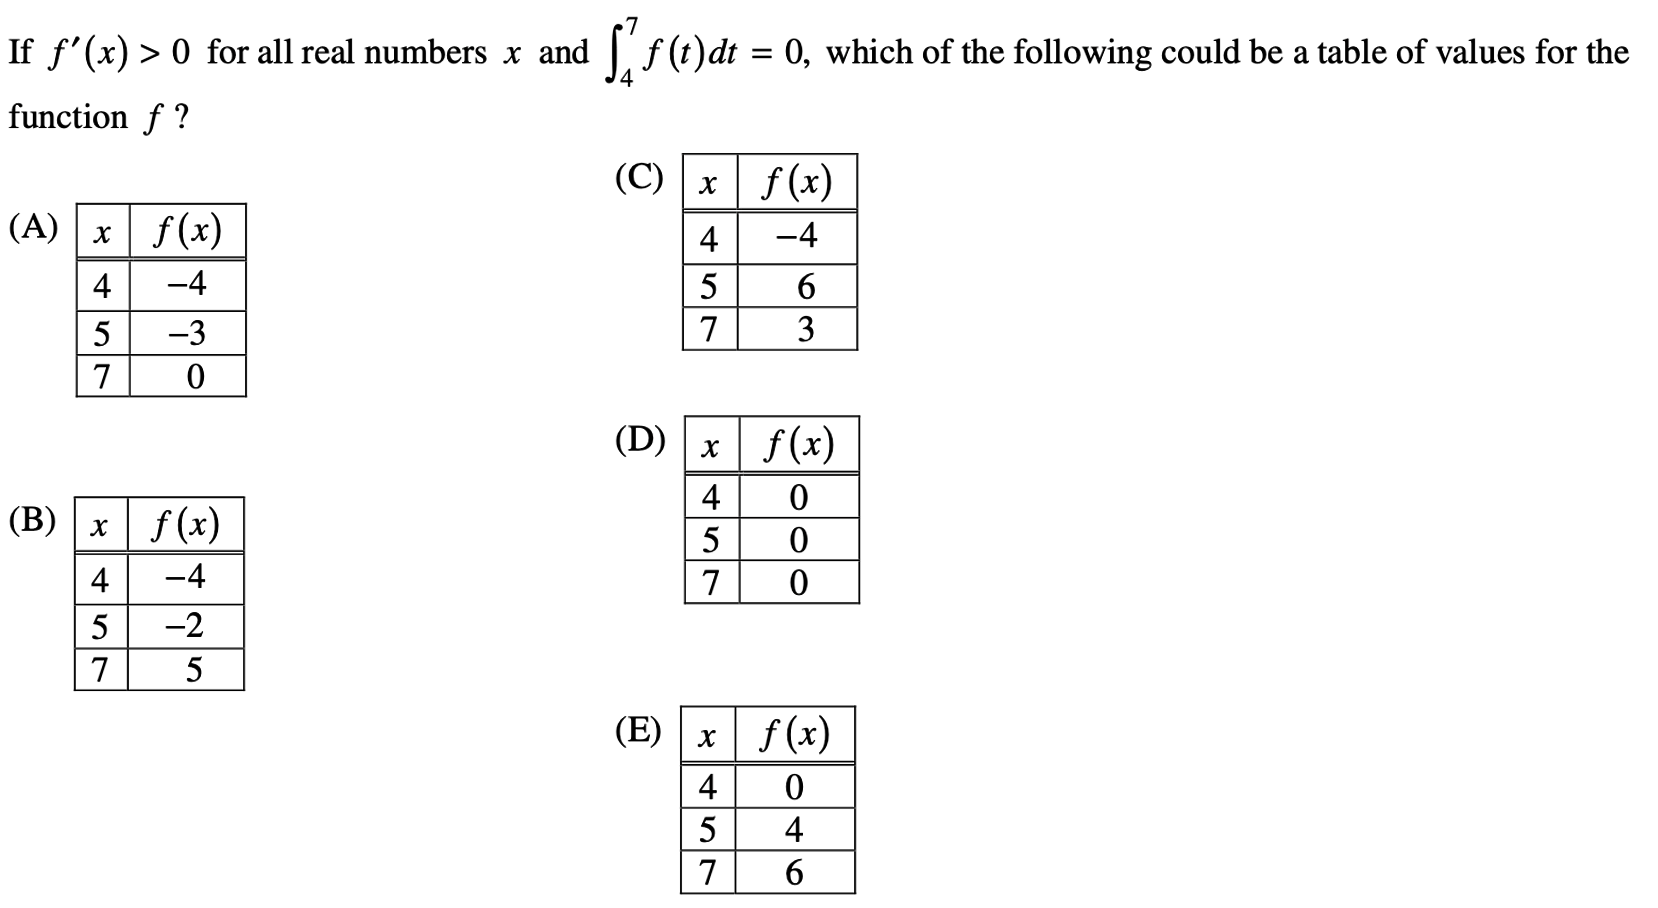 If f′(x) > 0 for all real numbers x and ∫₄⁷ f(t)dt = 0, which of the following could be a table of values for the
function f ?
(A)
x f(x)
4 −4
5 −3
7 0
(B)
x f(x)
4 −4
5 −2
7 5
(C)
x f(x)
4 −4
5 6
7 3
(D)
x f(x)
4 0
5 0
7 0
(E)
x f(x)
4 0
5 4
7 6